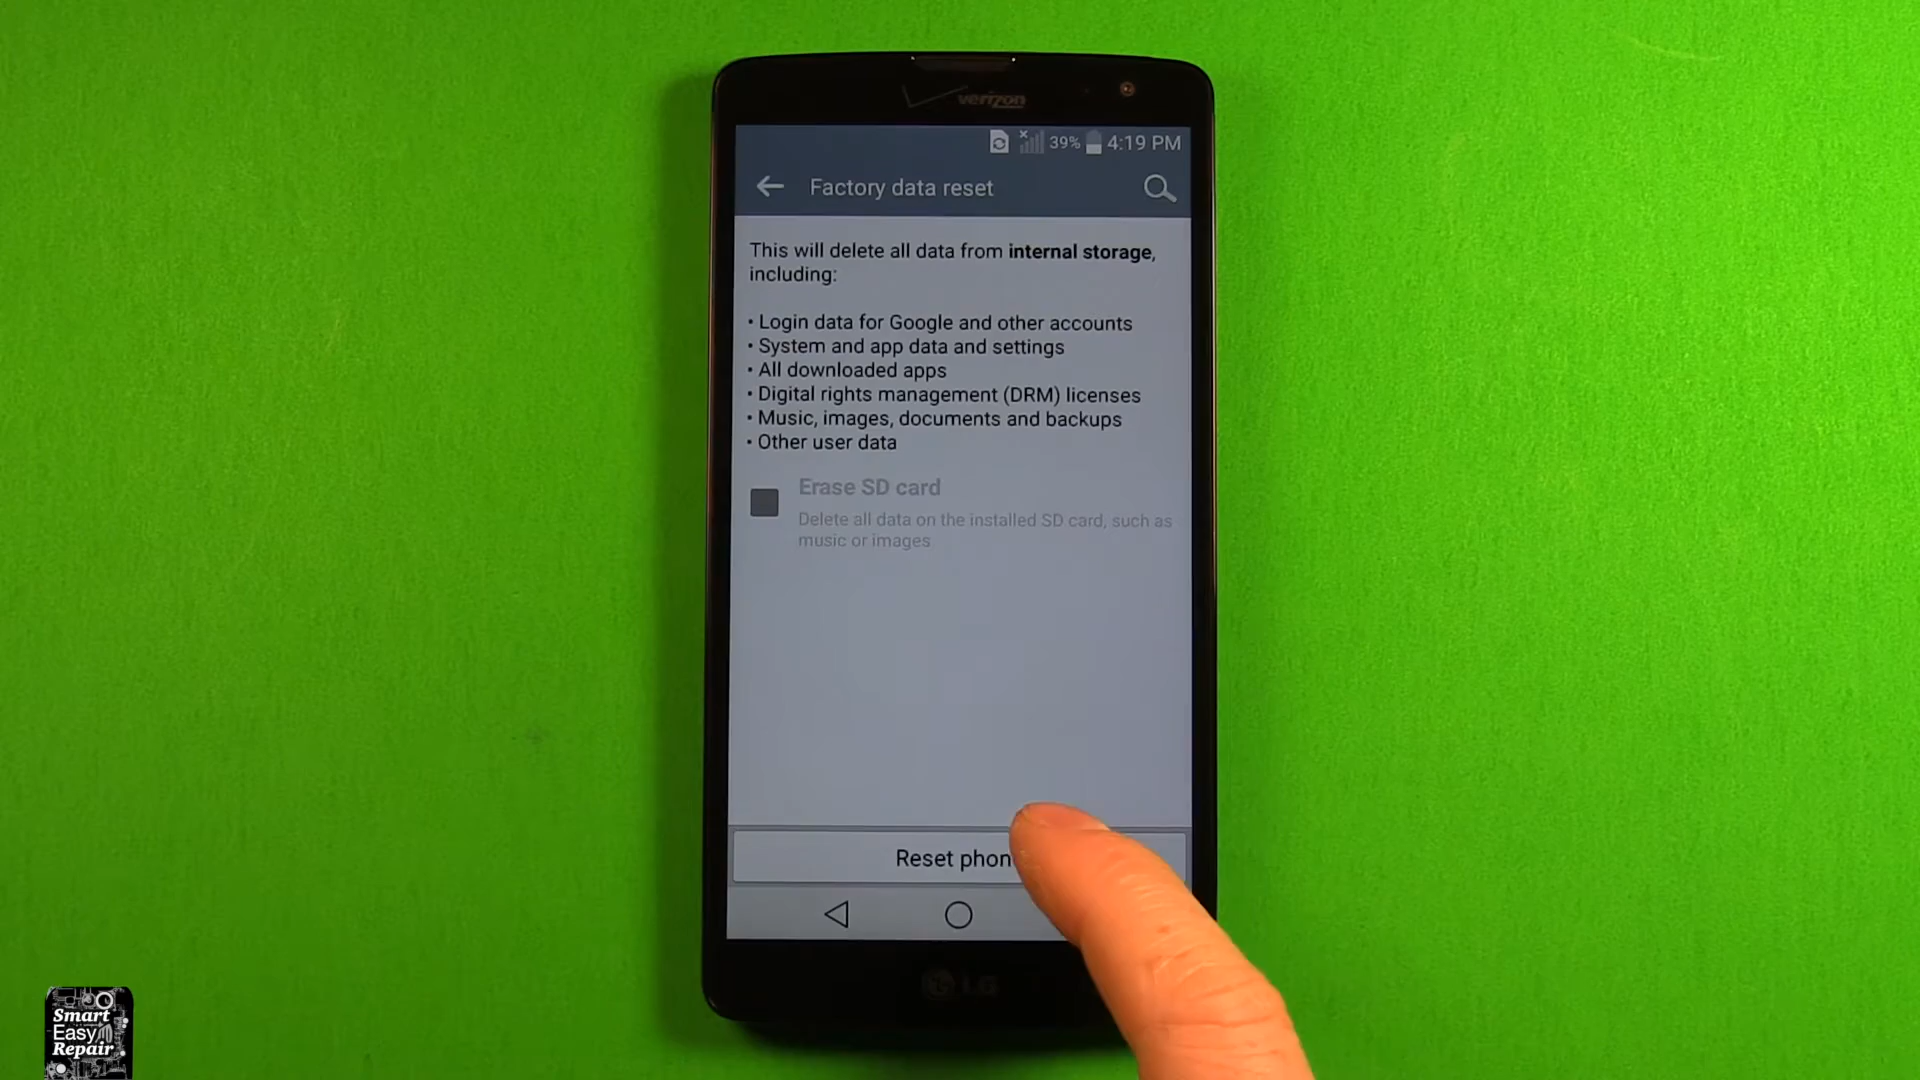 verizon
39% 4:19 PM
Factory data reset
This will delete all data from internal storage,
including:
• Login data for Google and other accounts
• System and app data and settings
• All downloaded apps
• Digital rights management (DRM) licenses
• Music, images, documents and backups
• Other user data
Erase SD card
Delete all data on the installed SD card, such as
music or images
Reset phon
LG
Smart
Easy
Repair